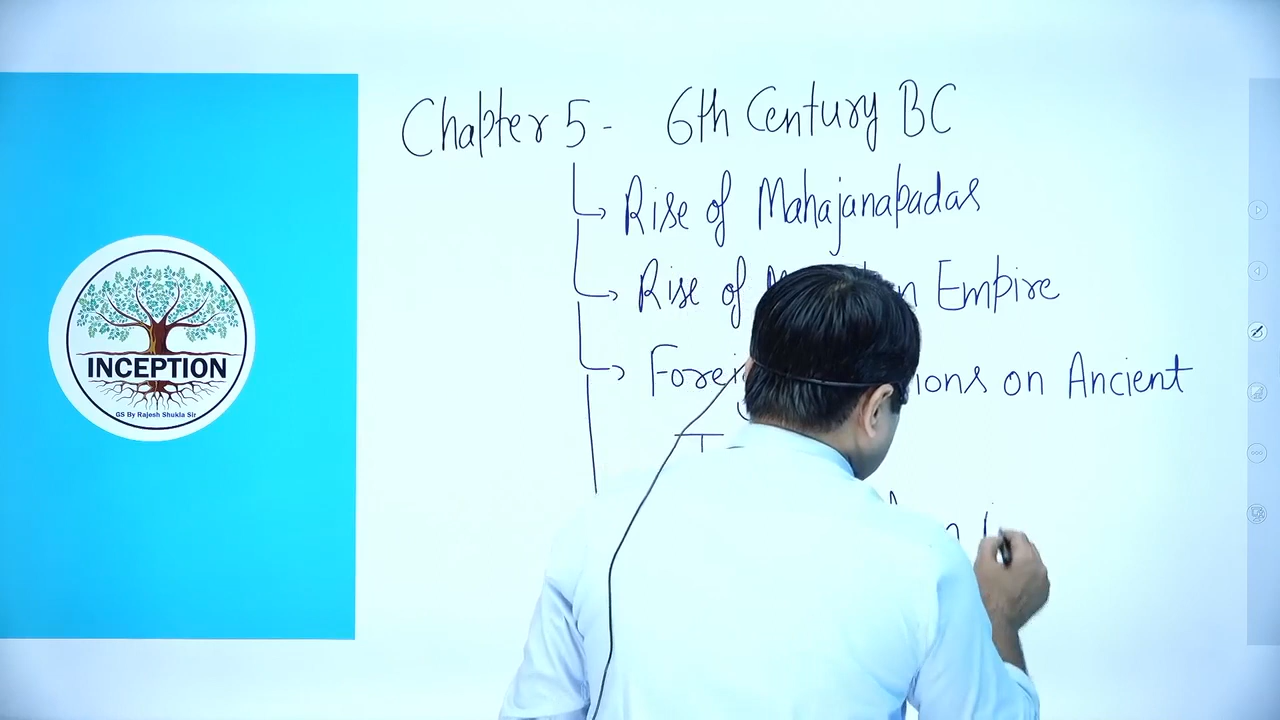 Chapter 5 - 6th Century BC
Rise of Mahajanapadas
Rise of Empire
on Ancient
INCEPTION
GS By Rajesh Shukla Sir